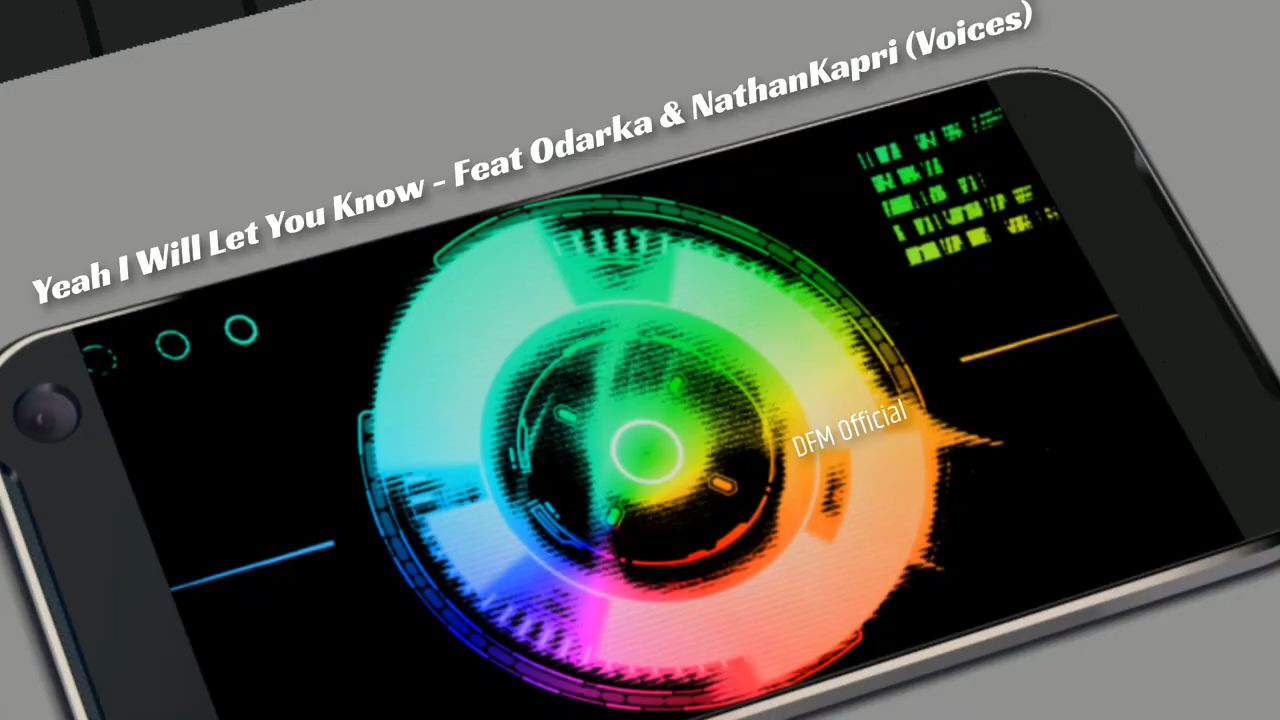 Yeah I Will Let You Know - Feat Odarka & NathanKapri (Voices)
DFM Official